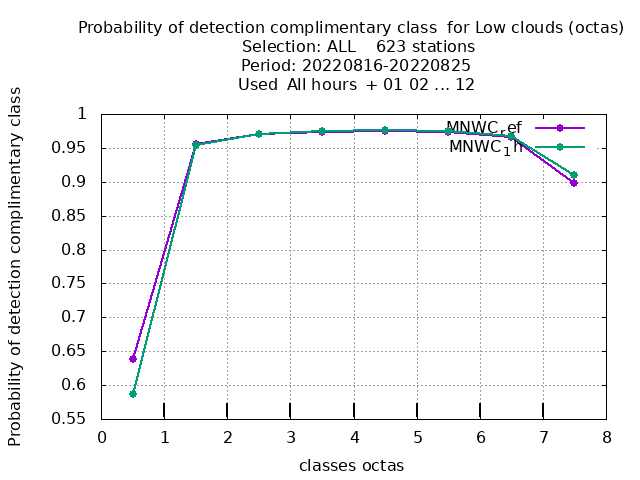 Probability of detection complimentary class  for Low clouds (octas)
Selection: ALL    623 stations
Period: 20220816-20220825
Used  All hours  + 01 02 ... 12
Probability of detection complimentary class
1
0.95
0.9
0.85
0.8
0.75
0.7
0.65
0.6
0.55
MNWCref
MNWC1h
0 1 2 3 4 5 6 7 8
classes octas